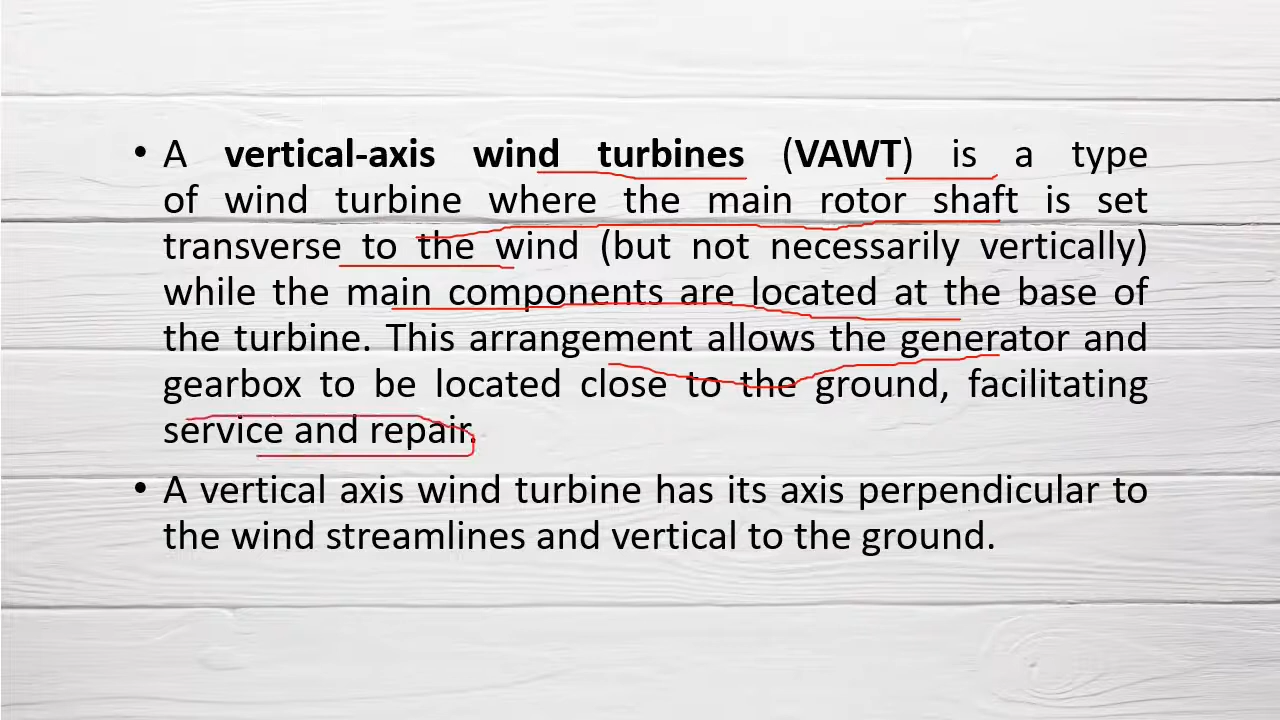 • A vertical-axis wind turbines (VAWT) is a type
of wind turbine where the main rotor shaft is set
transverse to the wind (but not necessarily vertically)
while the main components are located at the base of
the turbine. This arrangement allows the generator and
gearbox to be located close to the ground, facilitating
service and repair.
• A vertical axis wind turbine has its axis perpendicular to
the wind streamlines and vertical to the ground.